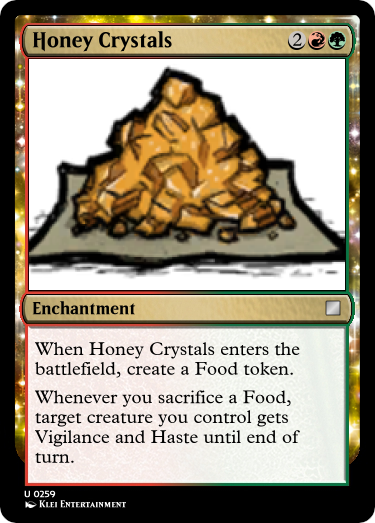 Honey Crystals 2
Enchantment
When Honey Crystals enters the
battlefield, create a Food token.
Whenever you sacrifice a Food,
target creature you control gets
Vigilance and Haste until end of
turn.
U 0259
Klei Entertainment